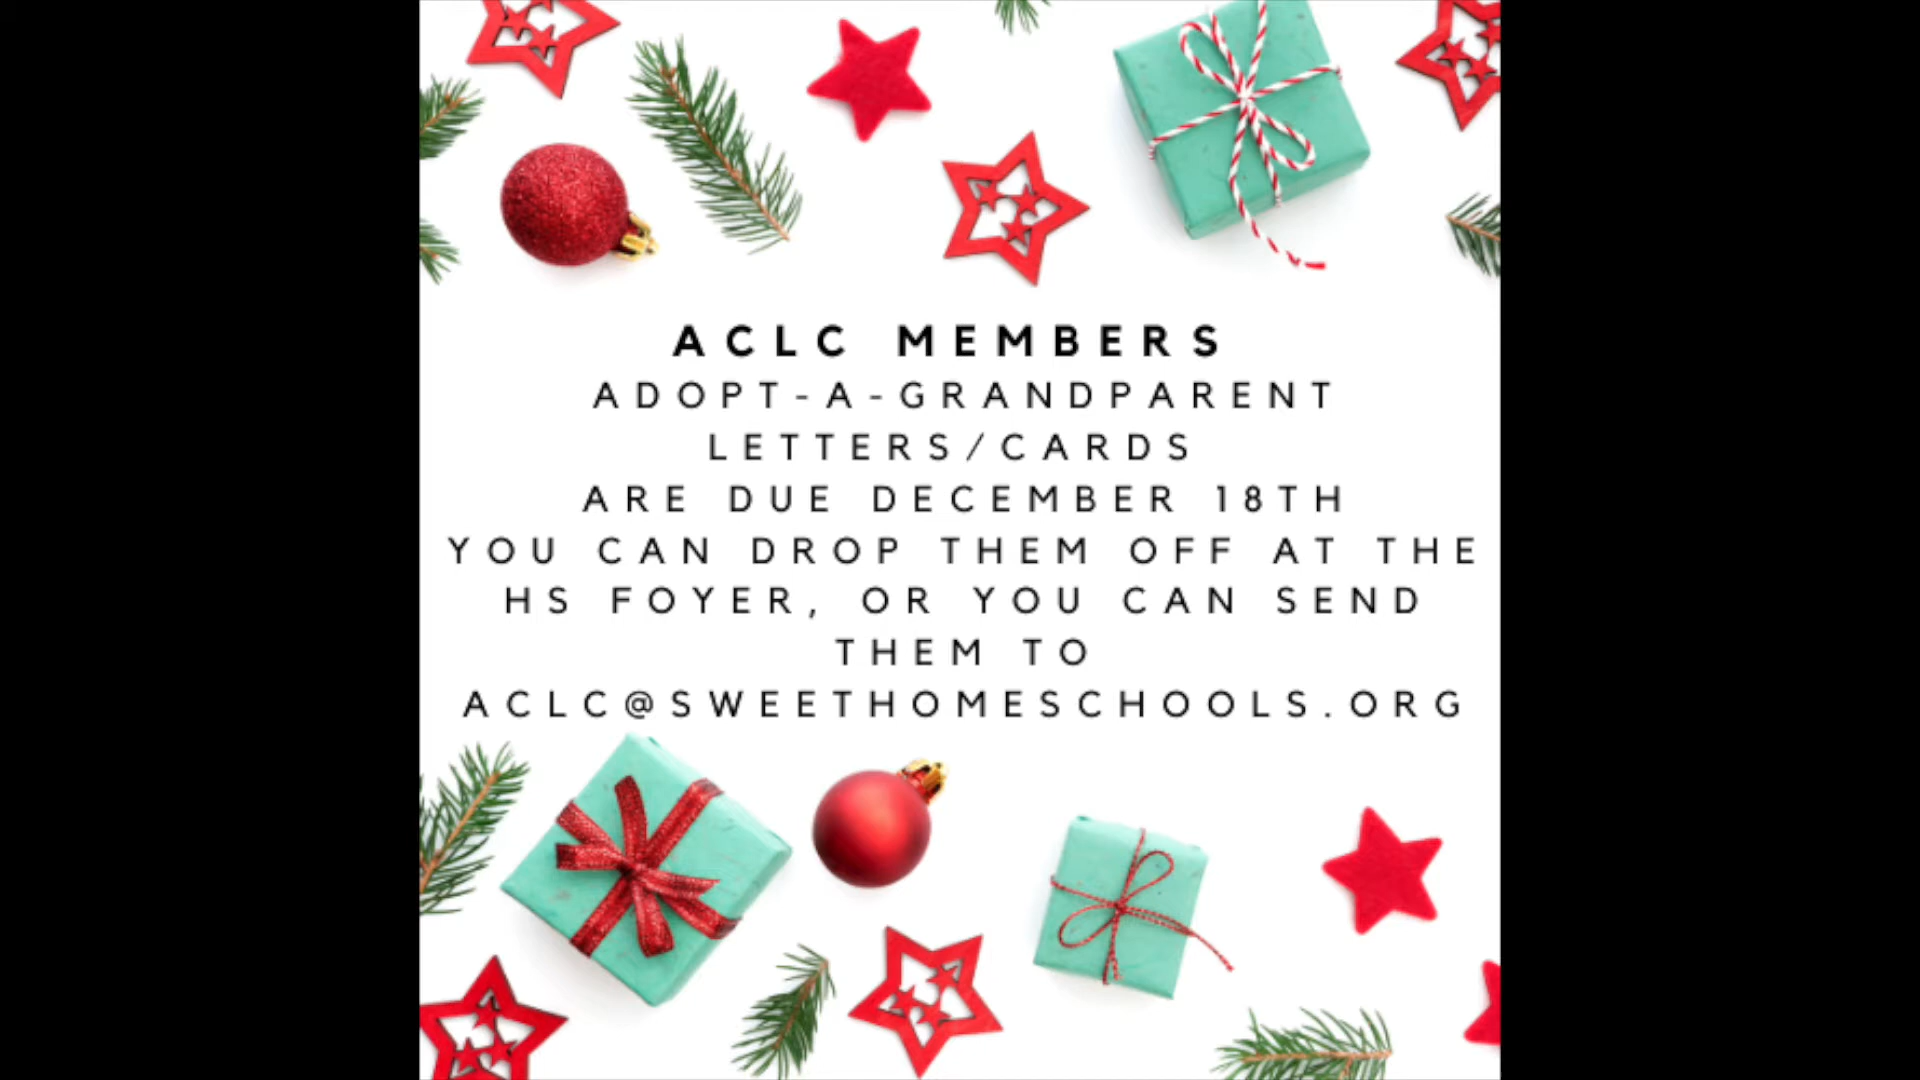 ACLC MEMBERS
ADOPT-A-GRANDPARENT
LETTERS/CARDS
ARE DUE DECEMBER 18TH
YOU CAN DROP THEM OFF AT THE
HS FOYER, OR YOU CAN SEND
THEM TO
ACLC@SWEETHOMESCHOOLS.ORG